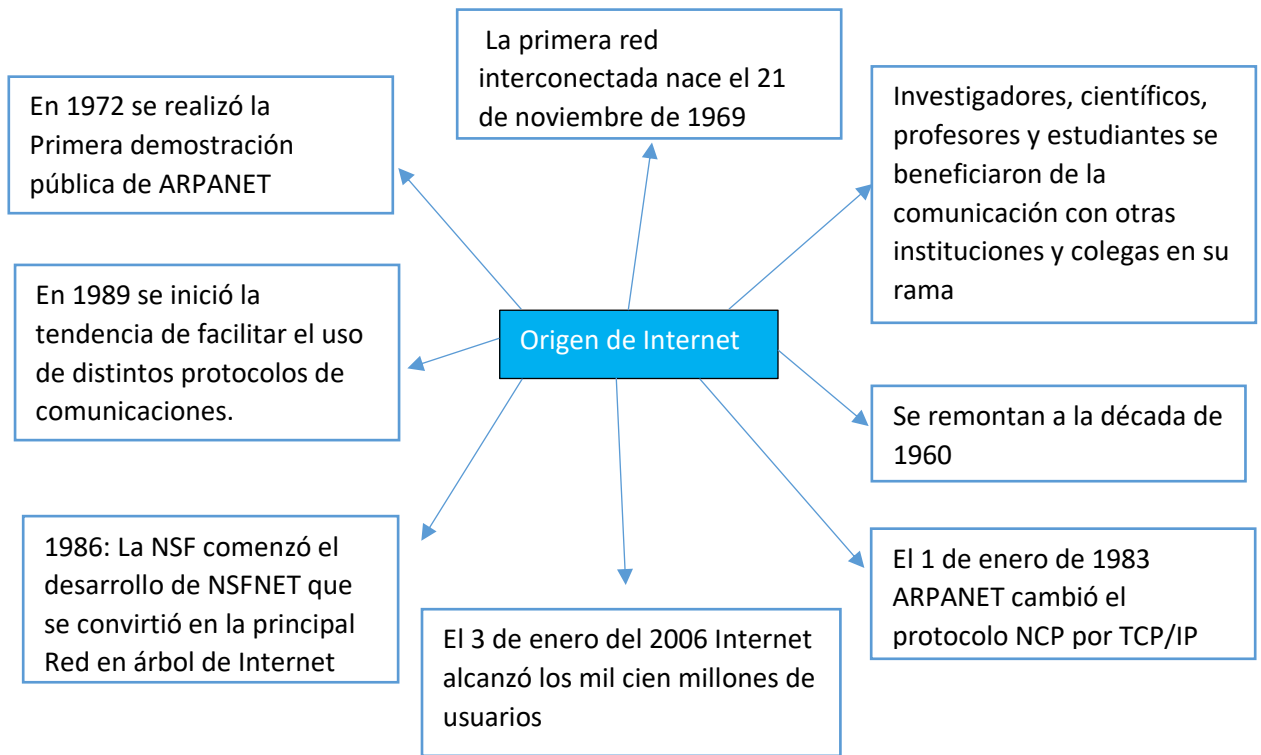 La primera red
interconectada nace el 21
de noviembre de 1969
En 1972 se realizó la
Primera demostración
pública de ARPANET
Investigadores, científicos,
profesores y estudiantes se
beneficiaron de la
comunicación con otras
instituciones y colegas en su
rama
En 1989 se inició la
tendencia de facilitar el uso
de distintos protocolos de
comunicaciones.
Origen de Internet
Se remontan a la década de
1960
1986: La NSF comenzó el
desarrollo de NSFNET que
se convirtió en la principal
Red en árbol de Internet
El 3 de enero del 2006 Internet
alcanzó los mil cien millones de
usuarios
El 1 de enero de 1983
ARPANET cambió el
protocolo NCP por TCP/IP